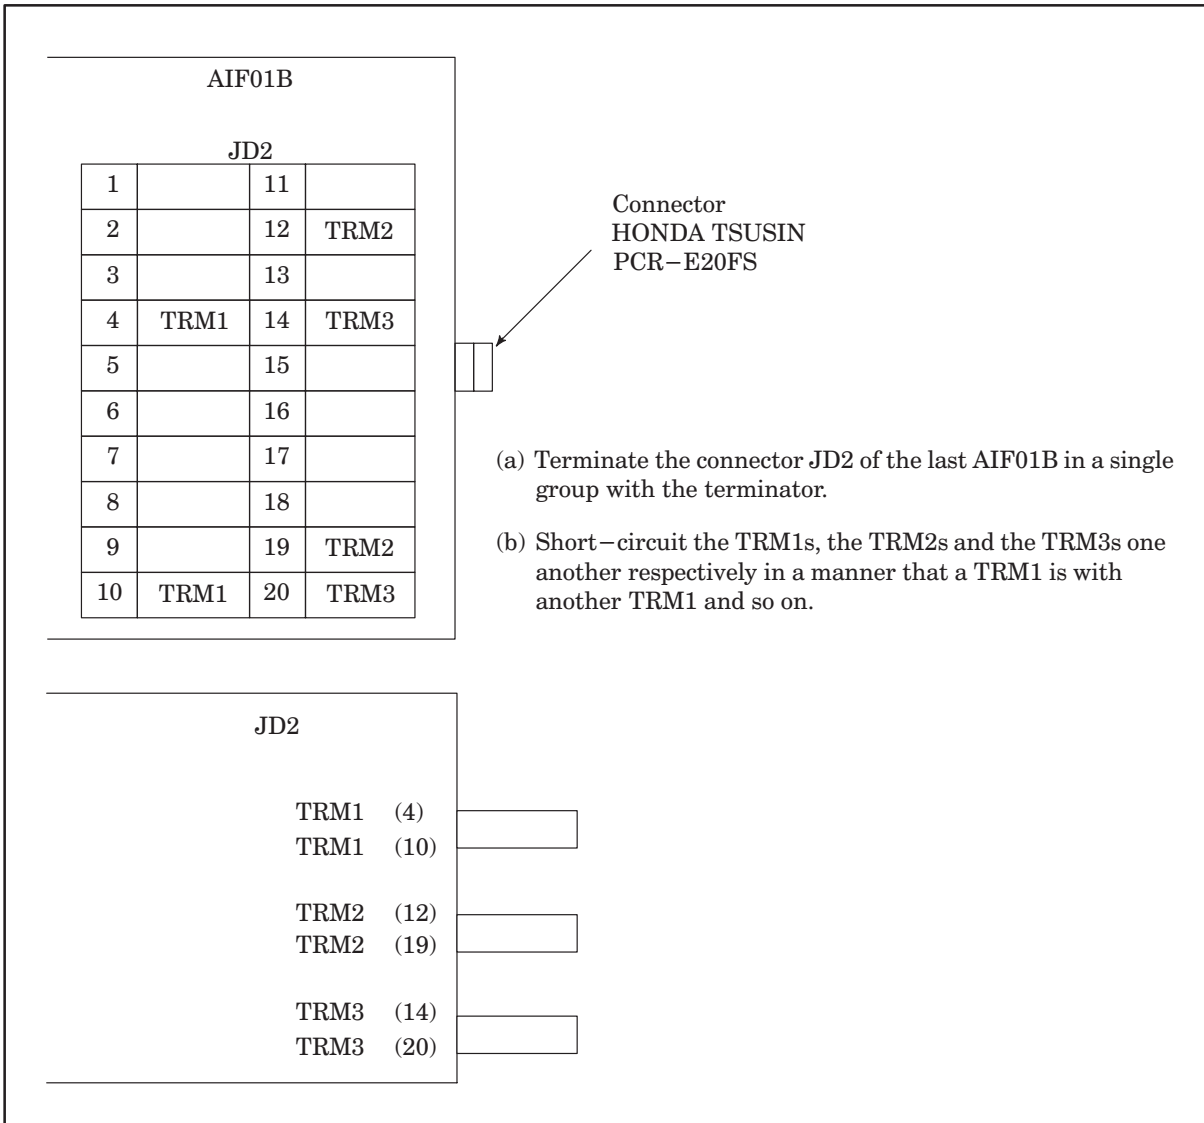 AIF01B
JD2
1 11
2 12 TRM2
3 13
4 TRM1 14 TRM3
5 15
6 16
7 17
8 18
9 19 TRM2
10 TRM1 20 TRM3
Connector
HONDA TSUSIN
PCR−E20FS
(a) Terminate the connector JD2 of the last AIF01B in a single
group with the terminator.
(b) Short−circuit the TRM1s, the TRM2s and the TRM3s one
another respectively in a manner that a TRM1 is with
another TRM1 and so on.
JD2
TRM1 (4)
TRM1 (10)
TRM2 (12)
TRM2 (19)
TRM3 (14)
TRM3 (20)